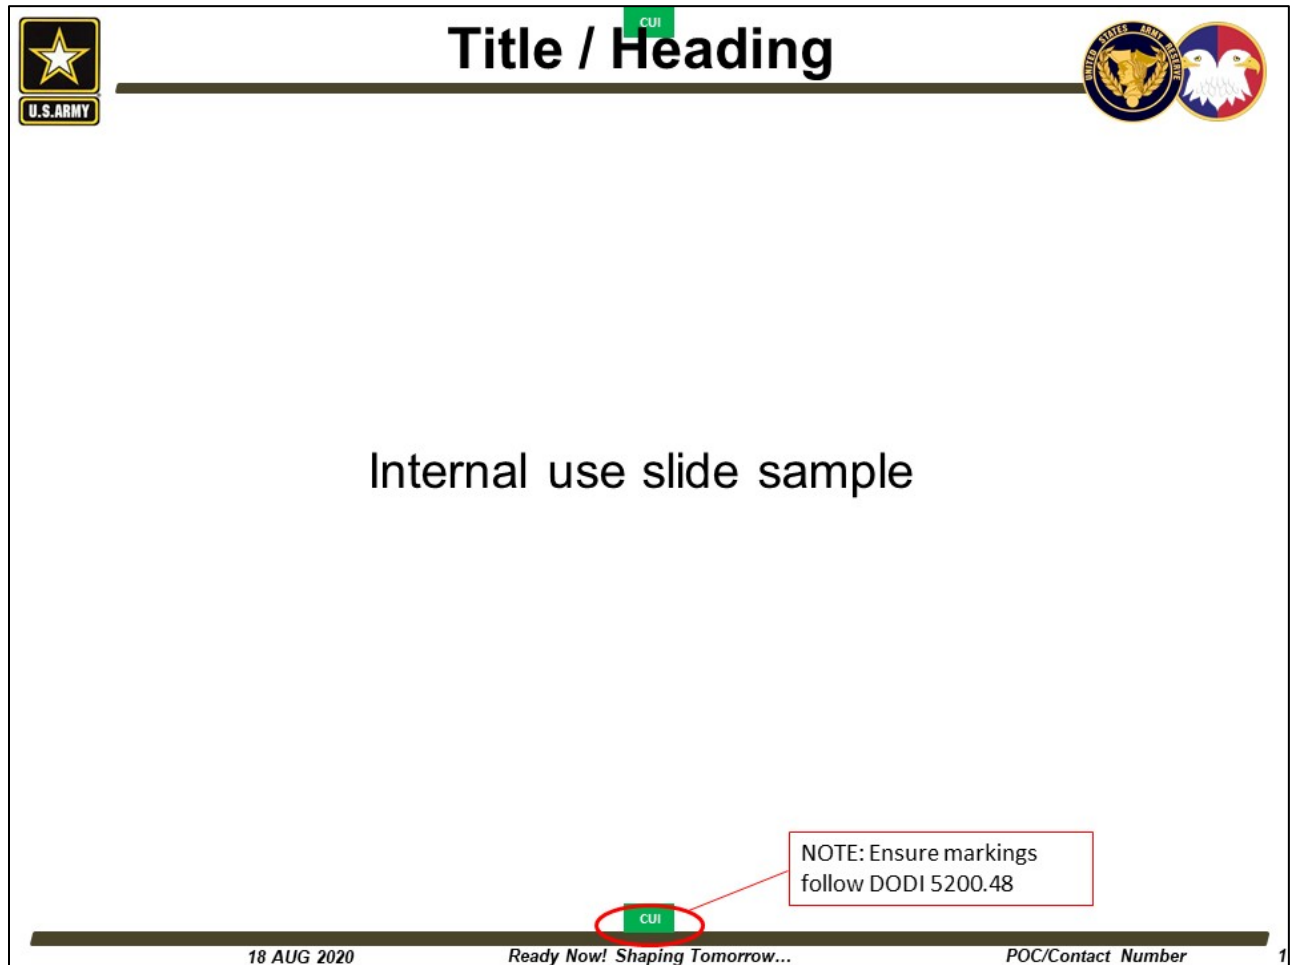 CUI
Title / Heading
U.S.ARMY
UNITED STATES ARMY RESERVE
Internal use slide sample
NOTE: Ensure markings
follow DODI 5200.48
CUI
18 AUG 2020 Ready Now! Shaping Tomorrow... POC/Contact Number 1